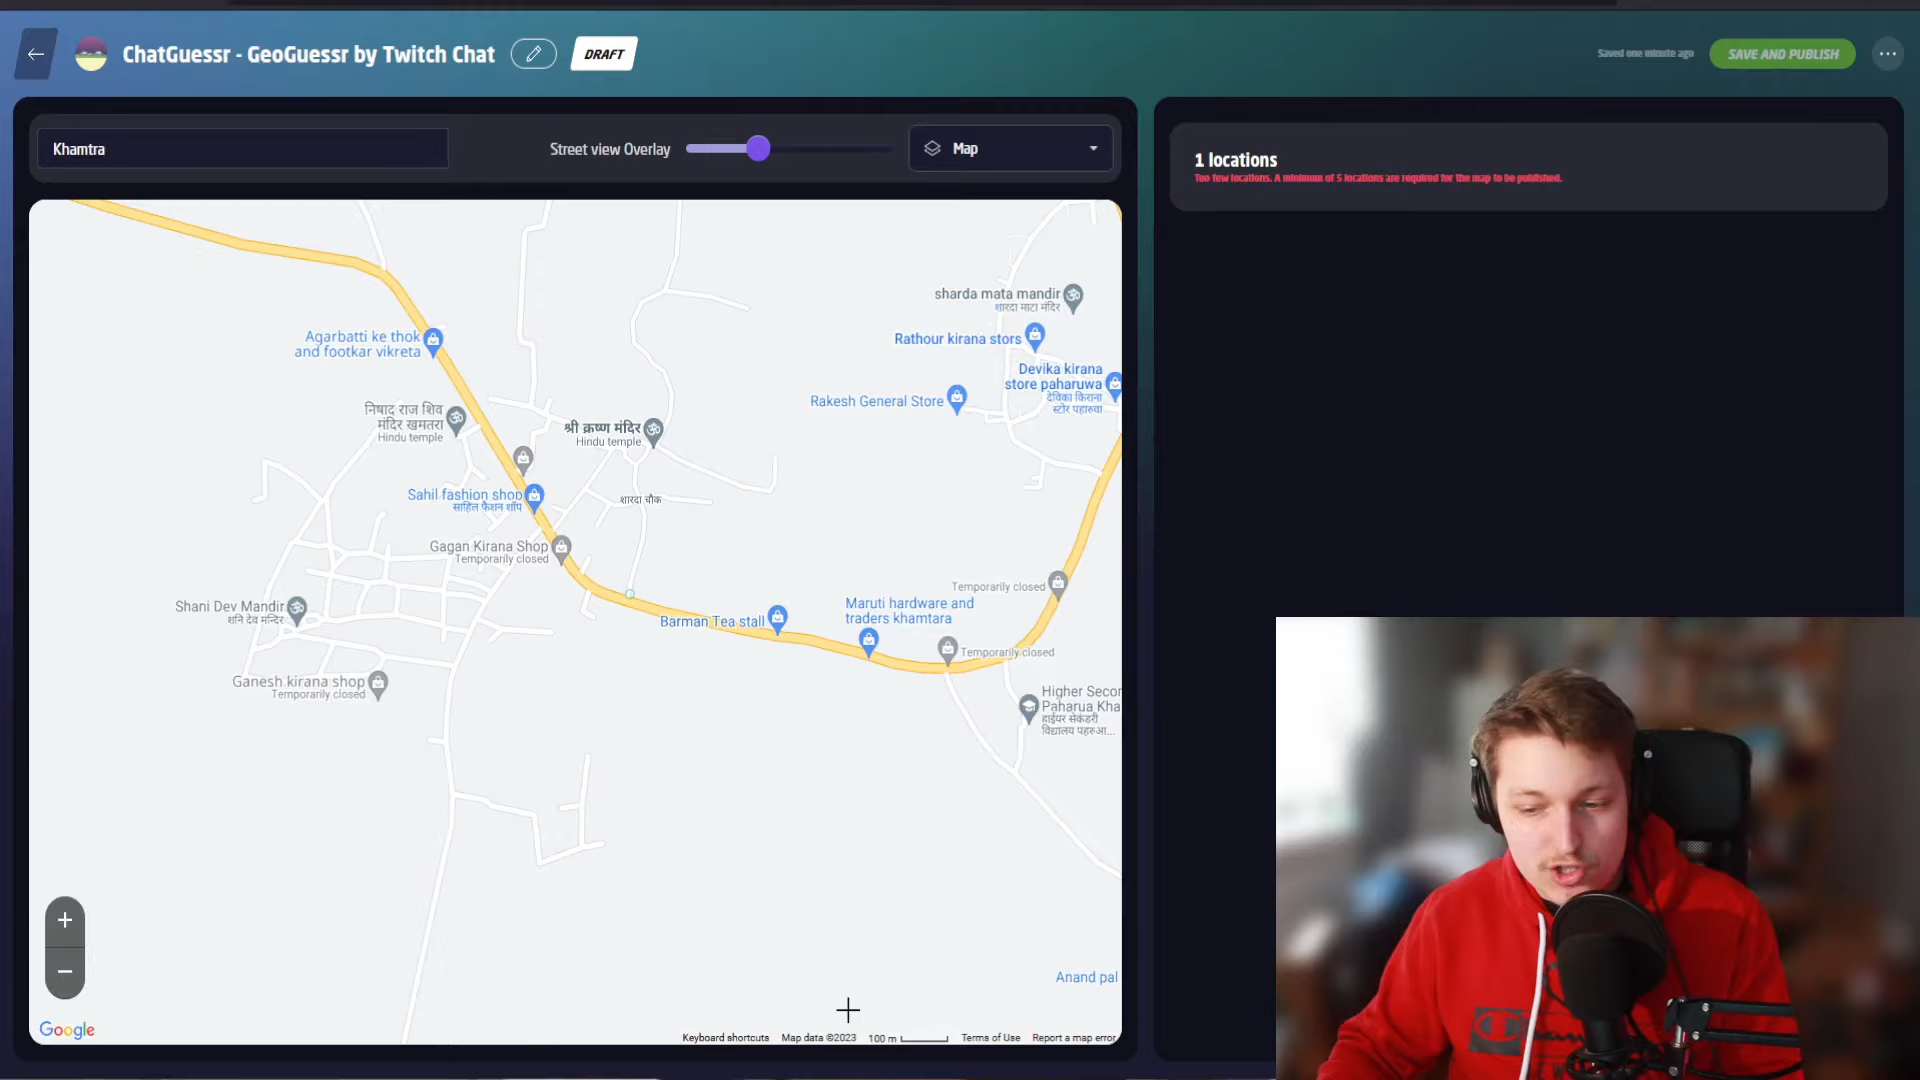 ChatGuessr - GeoGuessr by Twitch Chat
DRAFT
Saved one minute ago
SAVE AND PUBLISH
Khamtra
Street view Overlay
Map
1 locations
Too few locations. A minimum of 5 locations are required for the map to be published.
sharda mata mandir
शारदा माटा मंदिर
Rathour kirana stors
Agarbatti ke thok
and footkar vikreta
Devika kirana
store paharuwa
देविका किराना
स्टोर पहारुवा
Rakesh General Store
निषाद राज शिव
मंदिर खमतरा
Hindu temple
श्री क्रष्ण मंदिर
Hindu temple
शारदा चौक
Sahil fashion shop
साहिल फैशन शॉप
Gagan Kirana Shop
Temporarily closed
Temporarily closed
Shani Dev Mandir
शनि देव मन्दिर
Maruti hardware and
traders khamtara
Barman Tea stall
Temporarily closed
Ganesh kirana shop
Temporarily closed
Higher Secor
Paharua Kha
हाईयर सेकंडरी
विद्यालय पहरुआ...
Anand pal
Google
Keyboard shortcuts
Map data ©2023
100 m
Terms of Use
Report a map error